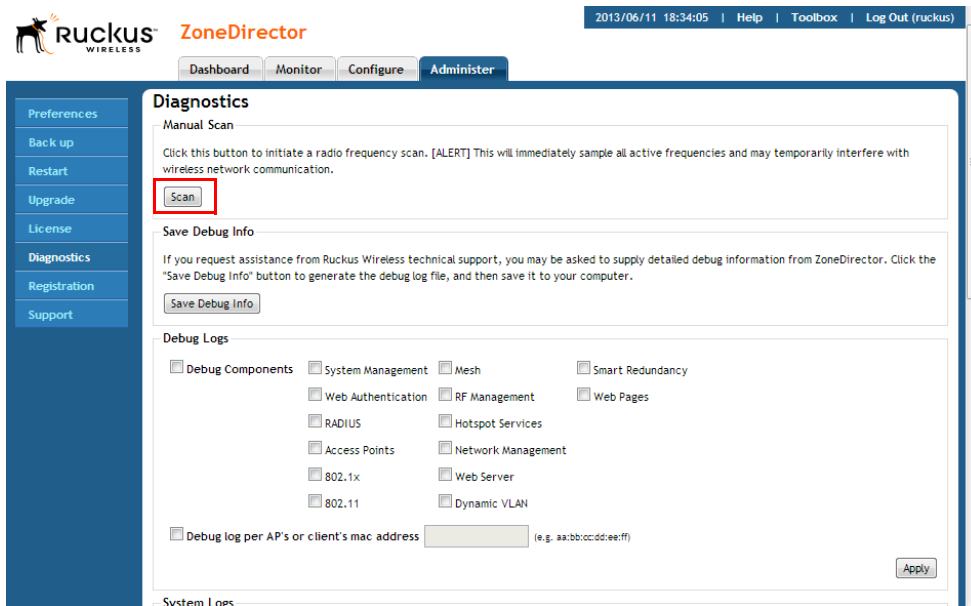 2013/06/11 18:34:05 | Help | Toolbox | Log Out (ruckus)
RUCKUS WIRELESS
ZoneDirector
Dashboard Monitor Configure Administer
Preferences
Back up
Restart
Upgrade
License
Diagnostics
Registration
Support
Diagnostics
Manual Scan
Click this button to initiate a radio frequency scan. [ALERT] This will immediately sample all active frequencies and may temporarily interfere with
wireless network communication.
Scan
Save Debug Info
If you request assistance from Ruckus Wireless technical support, you may be asked to supply detailed debug information from ZoneDirector. Click the
"Save Debug Info" button to generate the debug log file, and then save it to your computer.
Save Debug Info
Debug Logs
Debug Components System Management Mesh Smart Redundancy
Web Authentication RF Management Web Pages
RADIUS Hotspot Services
Access Points Network Management
802.1x Web Server
802.11 Dynamic VLAN
Debug log per AP's or client's mac address (e.g. aa:bb:cc:dd:ee:ff)
Apply
System Logs